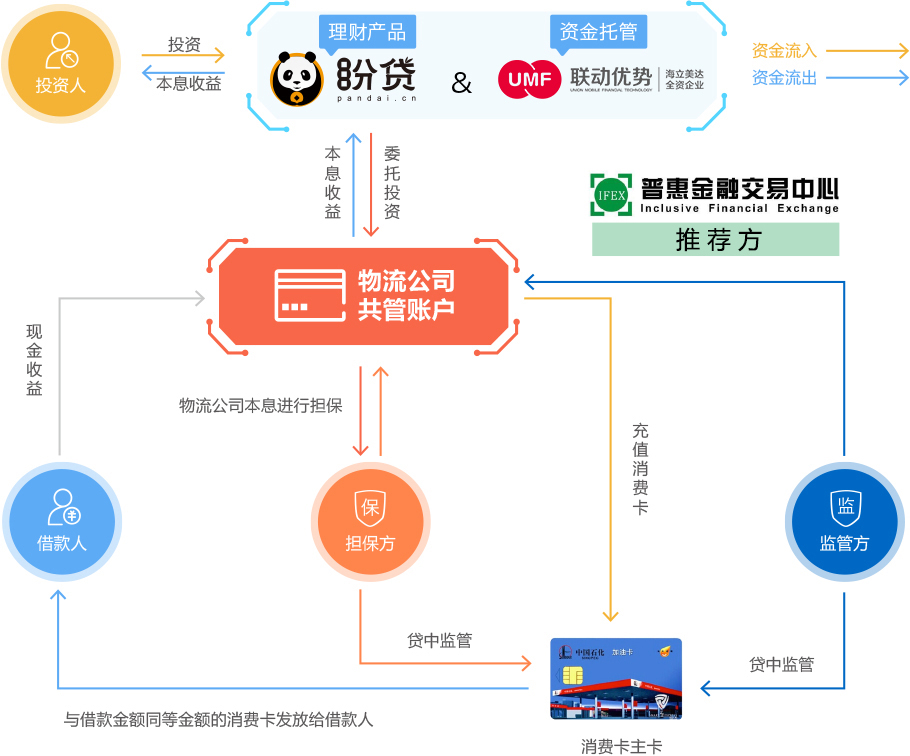 理财产品
资金托管
投资
投资人
本息收益
盼贷
pandai.cn
&
UMF
联动优势
UNION MOBILE FINANCIAL TECHNOLOGY
海立美达
全资企业
资金流入
资金流出
本息收益
委托投资
IFEX
普惠金融交易中心
Inclusive Financial Exchange
推荐方
物流公司
共管账户
现金收益
物流公司本息进行担保
充值消费卡
借款人
保
担保方
监
监管方
贷中监管
中国石化
加油卡
贷中监管
与借款金额同等金额的消费卡发放给借款人
消费卡主卡